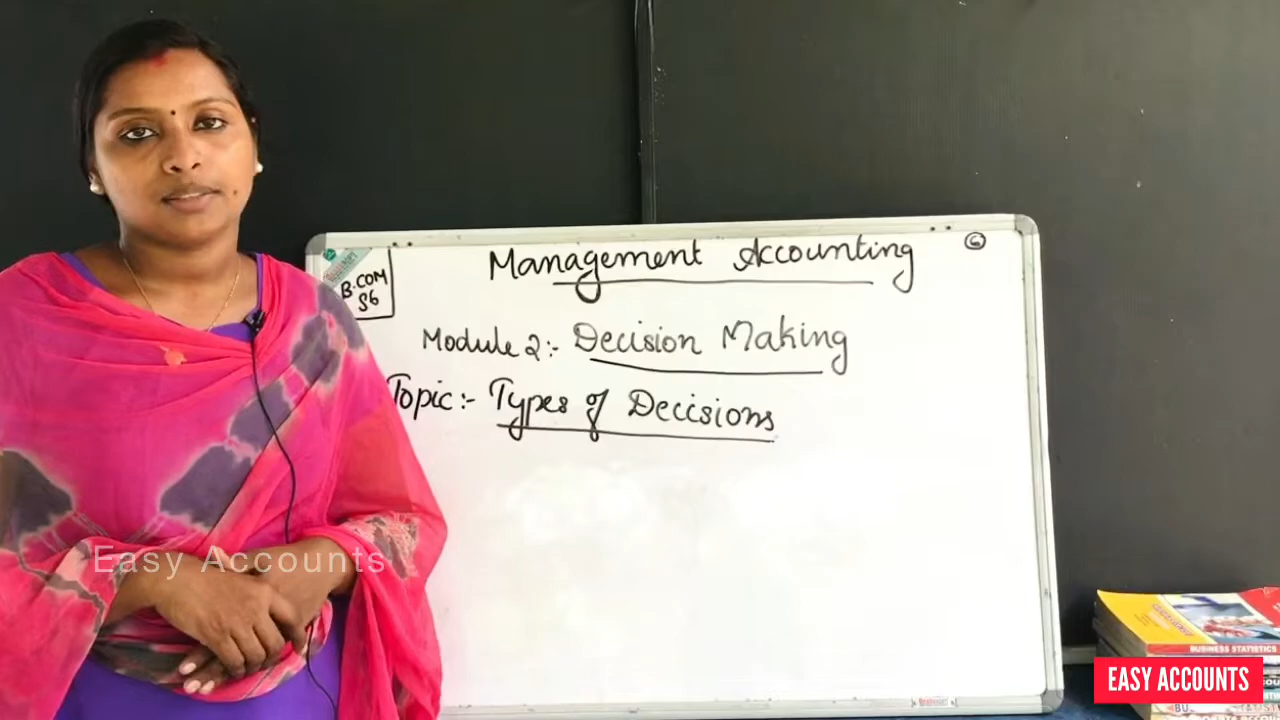 Management Accounting
6
B.COM
S6
Module 2:- Decision Making
Topic:- Types of Decisions
Easy Accounts
BUSINESS STATISTICS
EASY ACCOUNTS